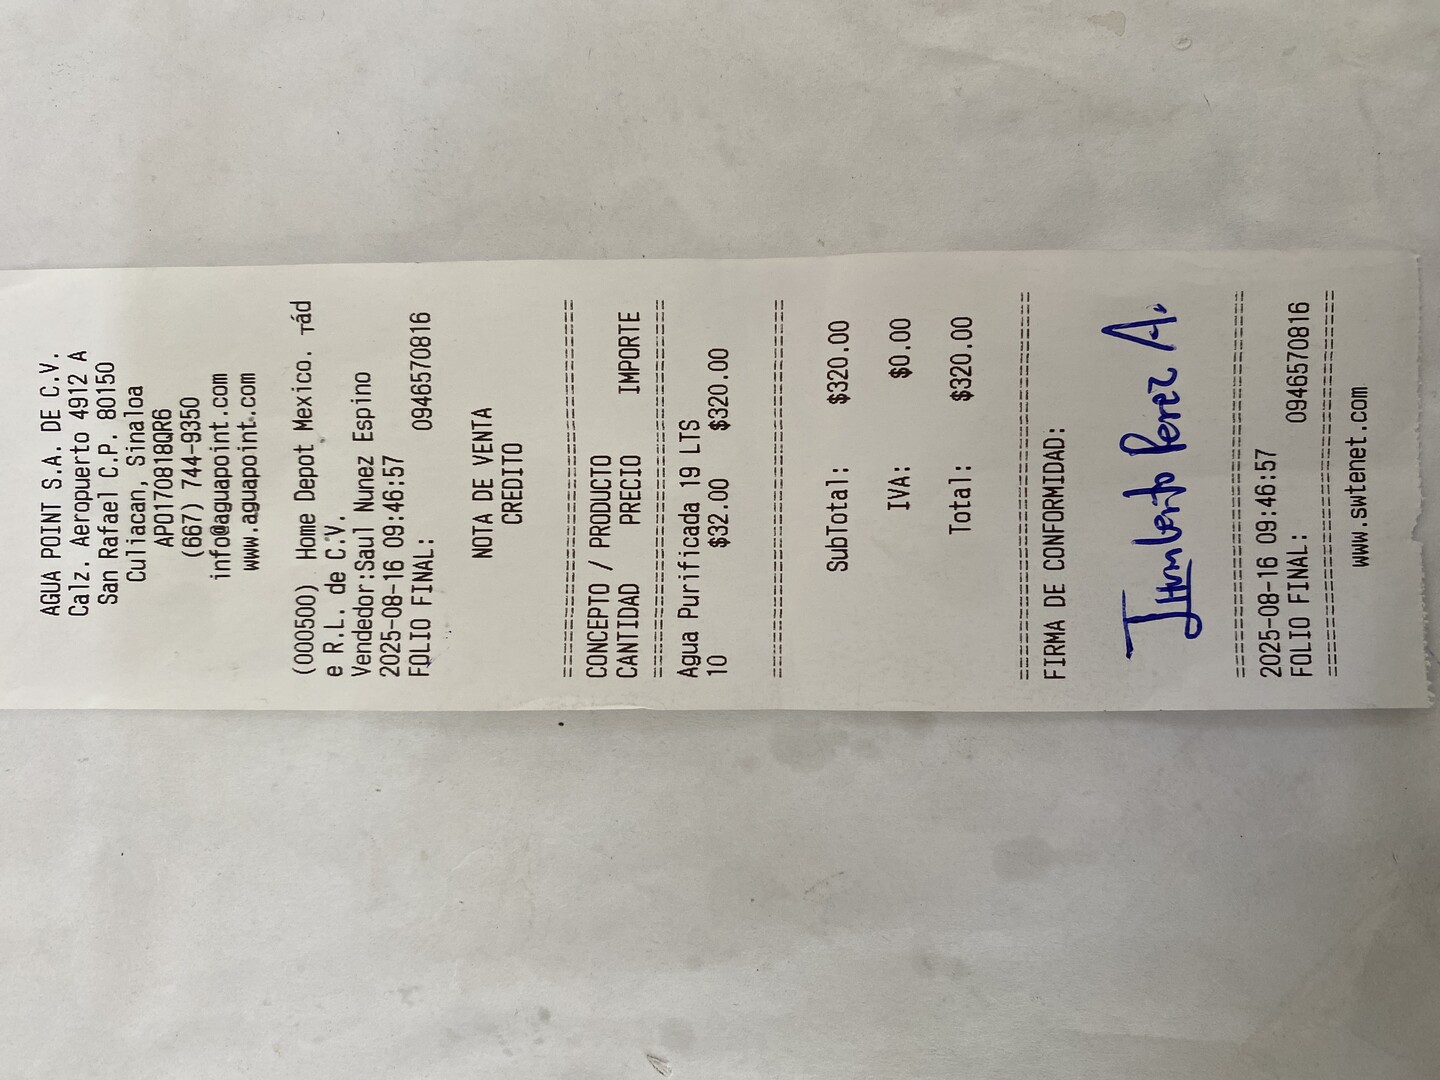 AGUA POINT S.A. DE C.V.
Calz. Aeropuerto 4912 A
San Rafael C.P. 80150
Culiacan, Sinaloa
APO170818QR6
(667) 744-9350
info@aguapoint.com
www.aguapoint.com
(000500) Home Depot Mexico. ┬ád
e R.L. de C.V.
Vendedor:Saul Nunez Espino
2025-08-16 09:46:57
FOLIO FINAL: 0946570816
NOTA DE VENTA
CREDITO
================================
CONCEPTO / PRODUCTO
CANTIDAD PRECIO IMPORTE
================================
Agua Purificada 19 LTS
10 $32.00 $320.00
================================
SubTotal: $320.00
IVA: $0.00
Total: $320.00
================================
FIRMA DE CONFORMIDAD:
Humberto Perez A.
================================
2025-08-16 09:46:57
FOLIO FINAL: 0946570816
================================
www.swtenet.com